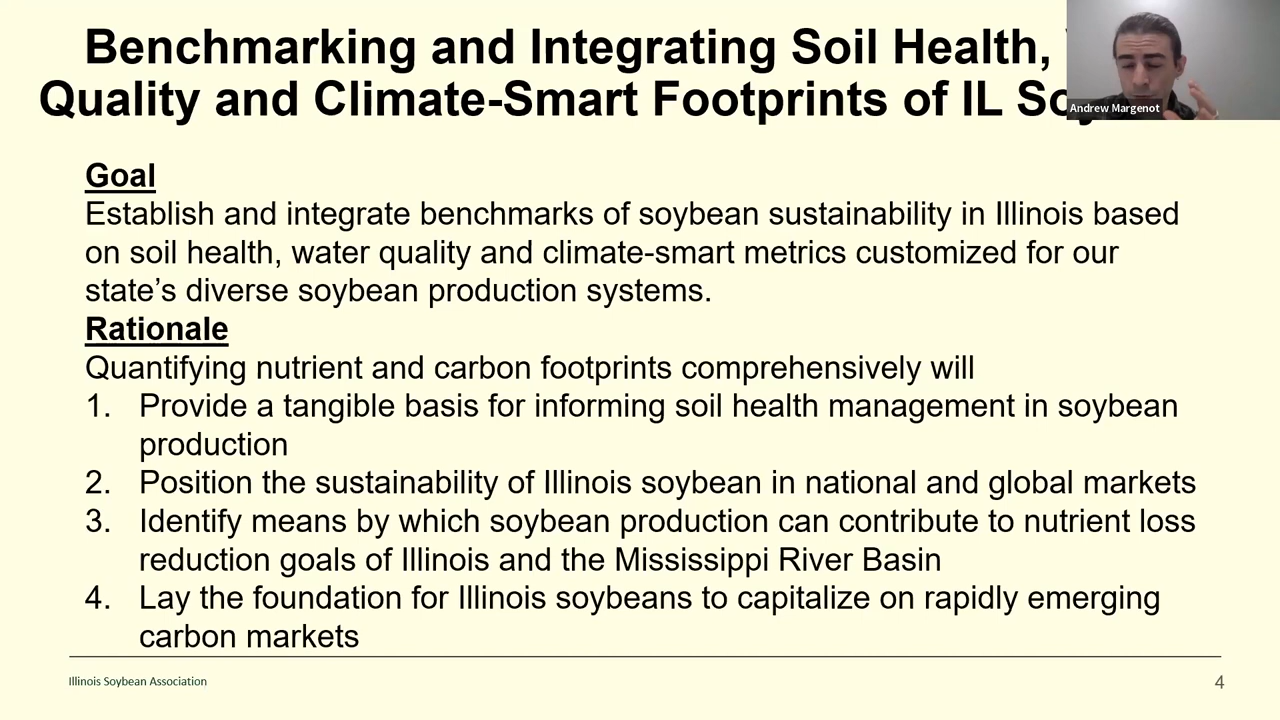 Benchmarking and Integrating Soil Health,
Quality and Climate-Smart Footprints of IL
Andrew Margenot
Goal
Establish and integrate benchmarks of soybean sustainability in Illinois based
on soil health, water quality and climate-smart metrics customized for our
state’s diverse soybean production systems.
Rationale
Quantifying nutrient and carbon footprints comprehensively will
1. Provide a tangible basis for informing soil health management in soybean
production
2. Position the sustainability of Illinois soybean in national and global markets
3. Identify means by which soybean production can contribute to nutrient loss
reduction goals of Illinois and the Mississippi River Basin
4. Lay the foundation for Illinois soybeans to capitalize on rapidly emerging
carbon markets
Illinois Soybean Association
4